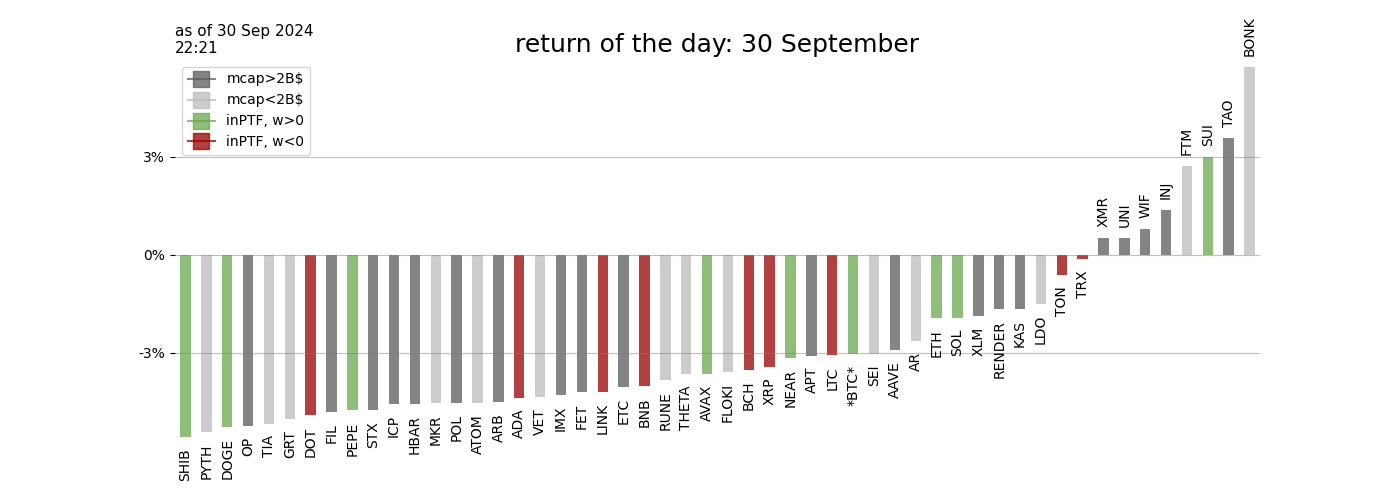 as of 30 Sep 2024
22:21
return of the day: 30 September
mcap>2B$
mcap<2B$
inPTF, w>0
inPTF, w<0
3%
0%
-3%
SHIB
PYTH
DOGE
OP
TIA
GRT
DOT
FIL
PEPE
STX
ICP
HBAR
MKR
POL
ATOM
ARB
ADA
VET
IMX
FET
LINK
ETC
BNB
RUNE
THETA
AVAX
FLOKI
BCH
XRP
NEAR
APT
LTC
*BTC*
SEI
AAVE
AR
ETH
SOL
XLM
RENDER
KAS
LDO
TON
TRX
XMR
UNI
WIF
INJ
FTM
SUI
TAO
BONK